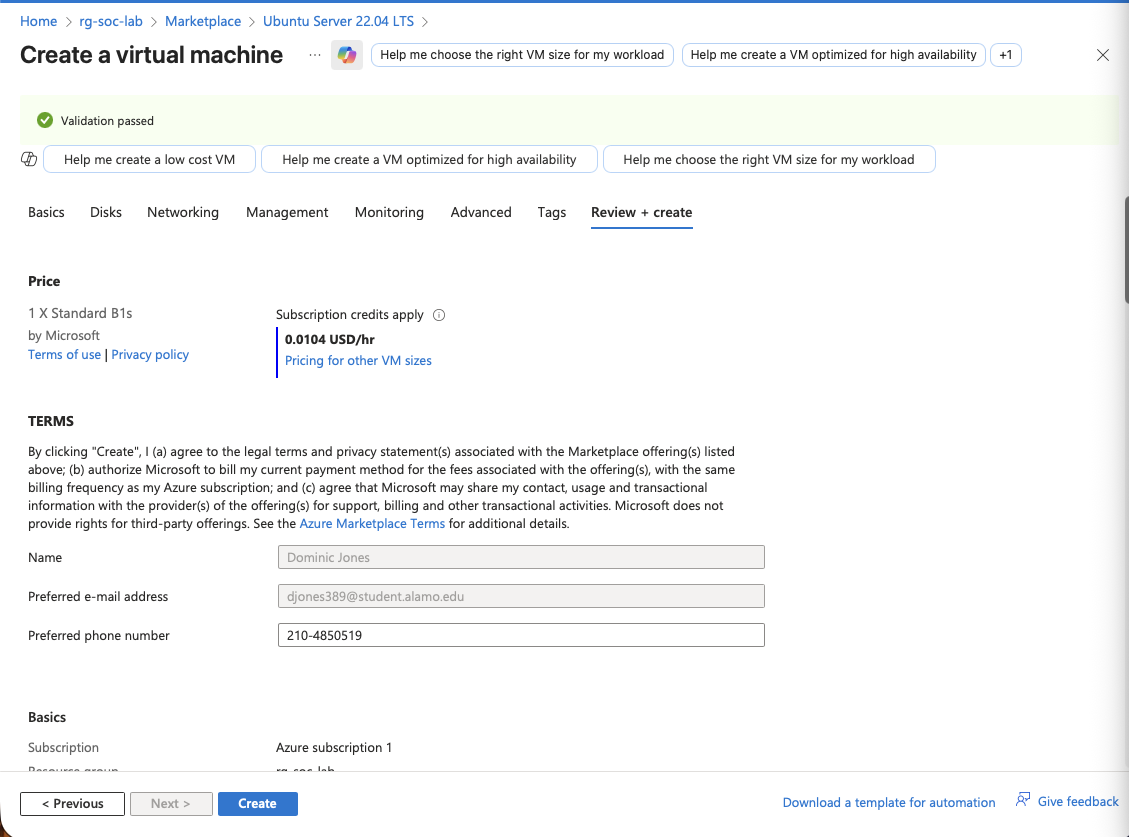 Home > rg-soc-lab > Marketplace > Ubuntu Server 22.04 LTS >
Create a virtual machine ... Help me choose the right VM size for my workload Help me create a VM optimized for high availability +1
Validation passed
Help me create a low cost VM Help me create a VM optimized for high availability Help me choose the right VM size for my workload
Basics Disks Networking Management Monitoring Advanced Tags Review + create
Price
1 X Standard B1s
by Microsoft
Terms of use | Privacy policy
Subscription credits apply
0.0104 USD/hr
Pricing for other VM sizes
TERMS
By clicking "Create", I (a) agree to the legal terms and privacy statement(s) associated with the Marketplace offering(s) listed
above; (b) authorize Microsoft to bill my current payment method for the fees associated with the offering(s), with the same
billing frequency as my Azure subscription; and (c) agree that Microsoft may share my contact, usage and transactional
information with the provider(s) of the offering(s) for support, billing and other transactional activities. Microsoft does not
provide rights for third-party offerings. See the Azure Marketplace Terms for additional details.
Name Dominic Jones
Preferred e-mail address djones389@student.alamo.edu
Preferred phone number 210-4850519
Basics
Subscription Azure subscription 1
Resource group rg-soc-lab
< Previous Next > Create Download a template for automation Give feedback